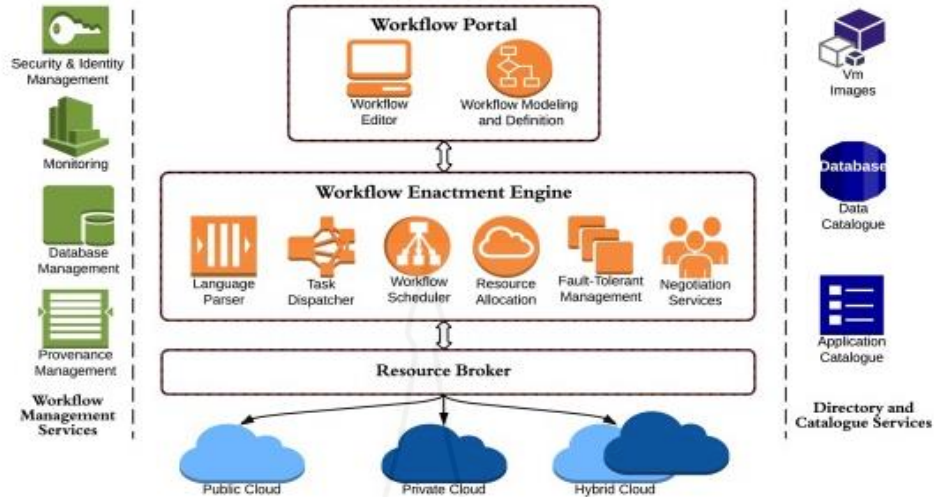 Security & Identity
Management
Monitoring
Database
Management
Provenance
Management
Workflow
Management
Services
Workflow Portal
Workflow
Editor
Workflow Modeling
and Definition
Workflow Enactment Engine
Language
Parser
Task
Dispatcher
Workflow
Scheduler
Resource
Allocation
Fault-Tolerant
Management
Negotiation
Services
Resource Broker
Public Cloud
Private Cloud
Hybrid Cloud
Vm
Images
Database
Data
Catalogue
Application
Catalogue
Directory and
Catalogue Services